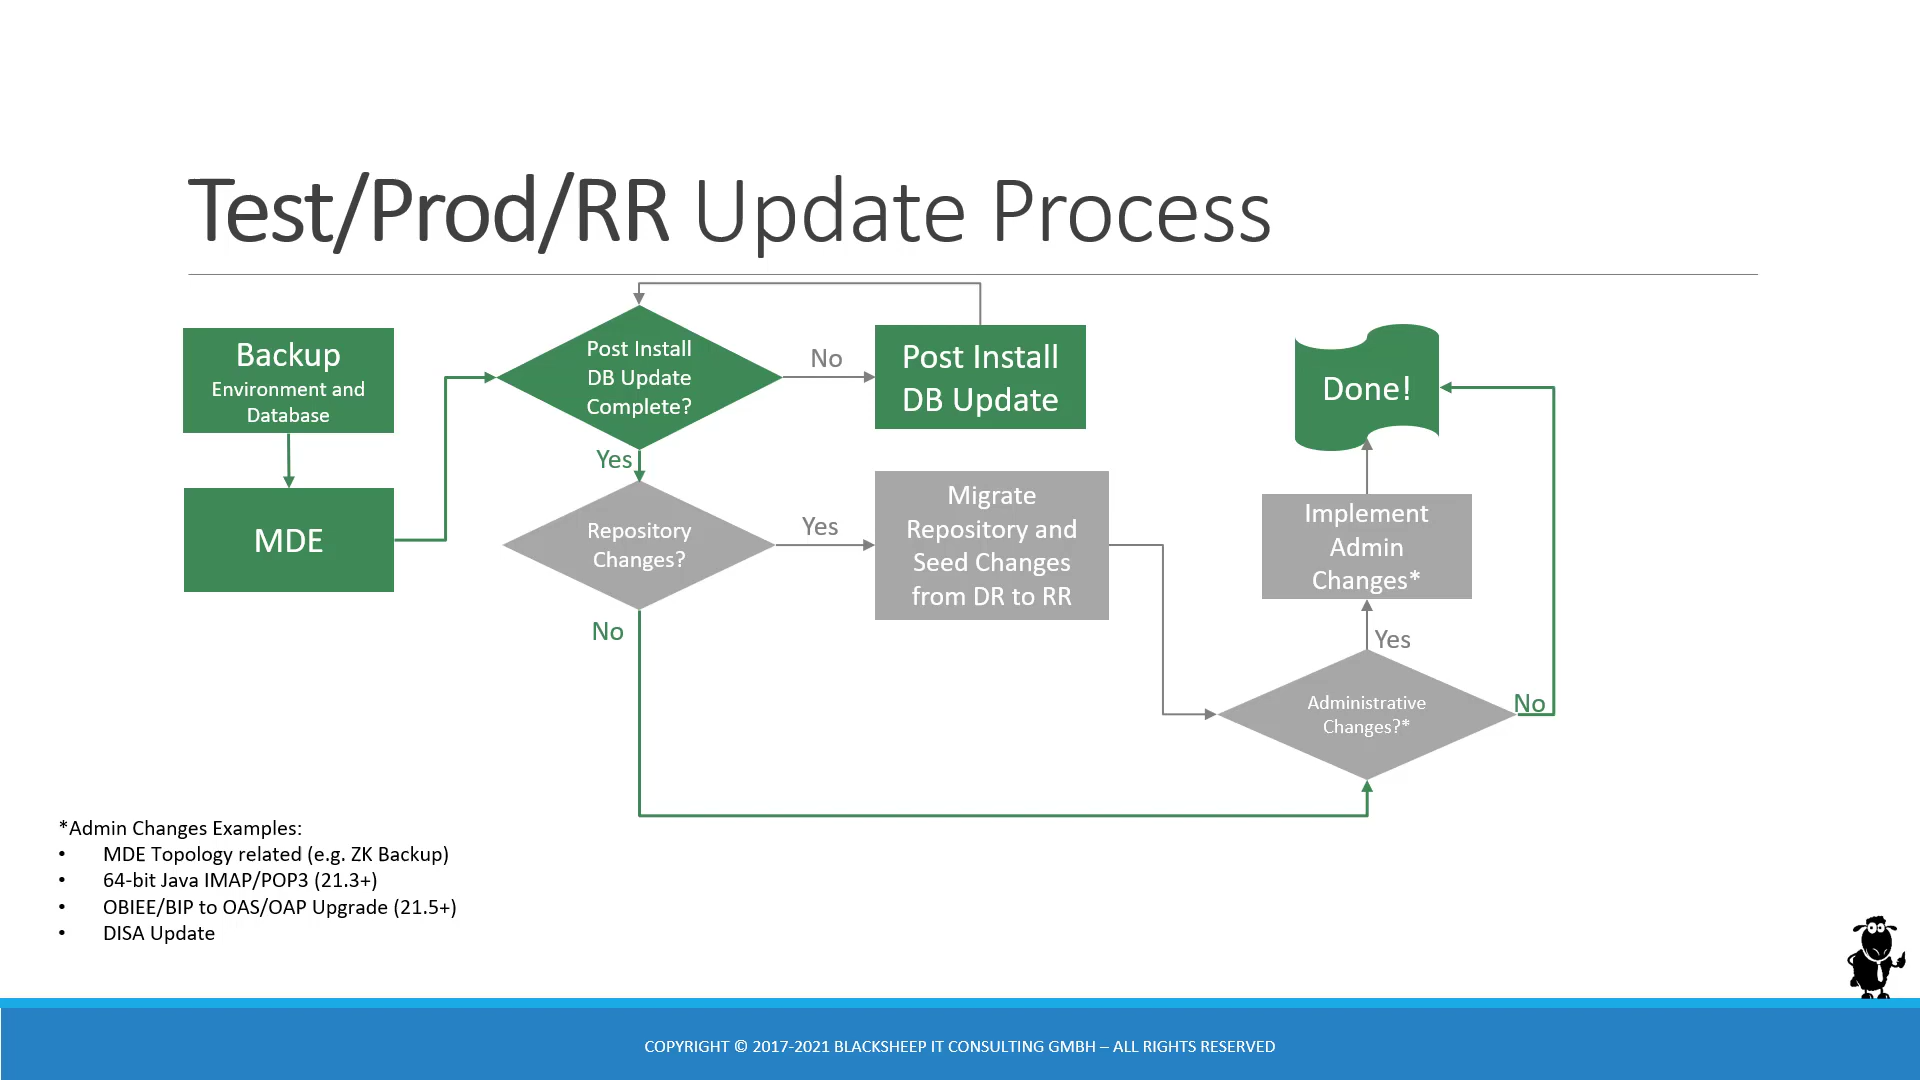 Test/Prod/RR Update Process
Backup
Environment and
Database
MDE
Post Install
DB Update
Complete?
No
Post Install
DB Update
Yes
Repository
Changes?
Yes
Migrate
Repository and
Seed Changes
from DR to RR
No
Done!
Implement
Admin
Changes*
Yes
Administrative
Changes?*
No
*Admin Changes Examples:
• MDE Topology related (e.g. ZK Backup)
• 64-bit Java IMAP/POP3 (21.3+)
• OBIEE/BIP to OAS/OAP Upgrade (21.5+)
• DISA Update
COPYRIGHT © 2017-2021 BLACKSHEEP IT CONSULTING GMBH – ALL RIGHTS RESERVED